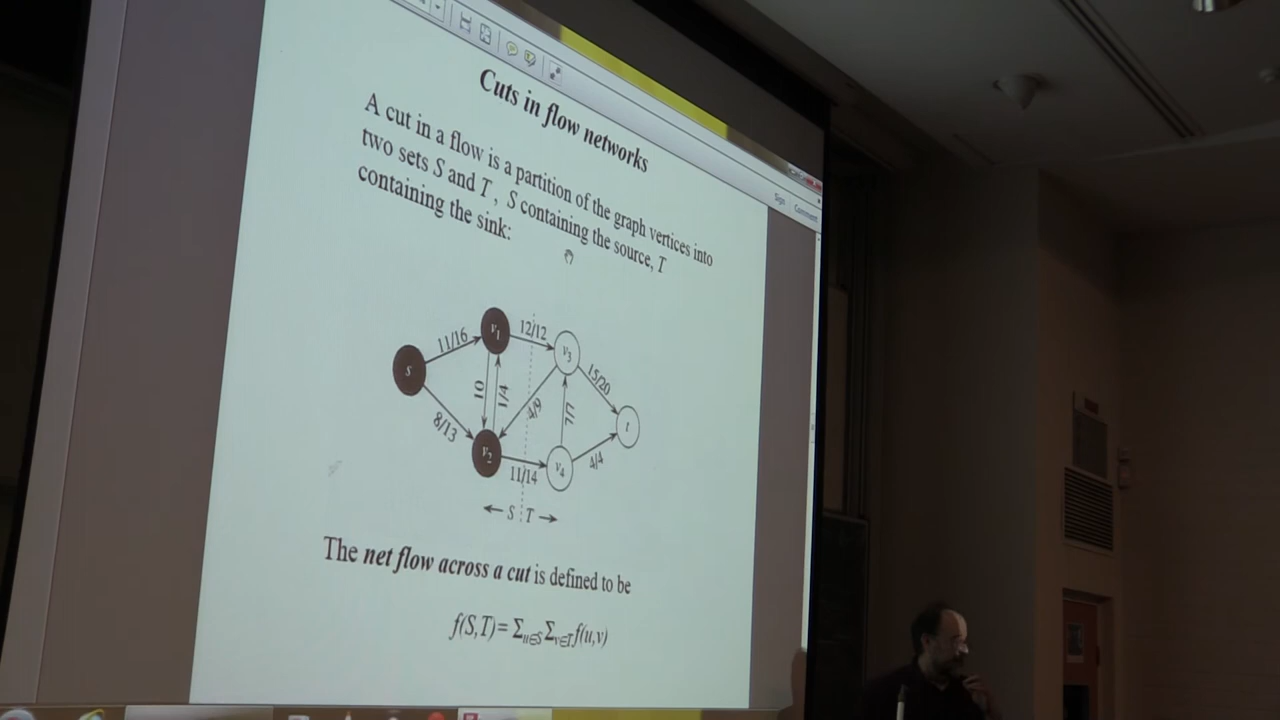 Sign
Comment
Cuts in flow networks
A cut in a flow is a partition of the graph vertices into
two sets S and T, S containing the source, T
containing the sink:
11/16
v1
12/12
v3
s
10
1/4
4/9
7/7
15/20
t
8/13
v2
11/14
v4
4/4
← S T →
The net flow across a cut is defined to be
f(S,T)= Σu∈S Σv∈T f(u,v)